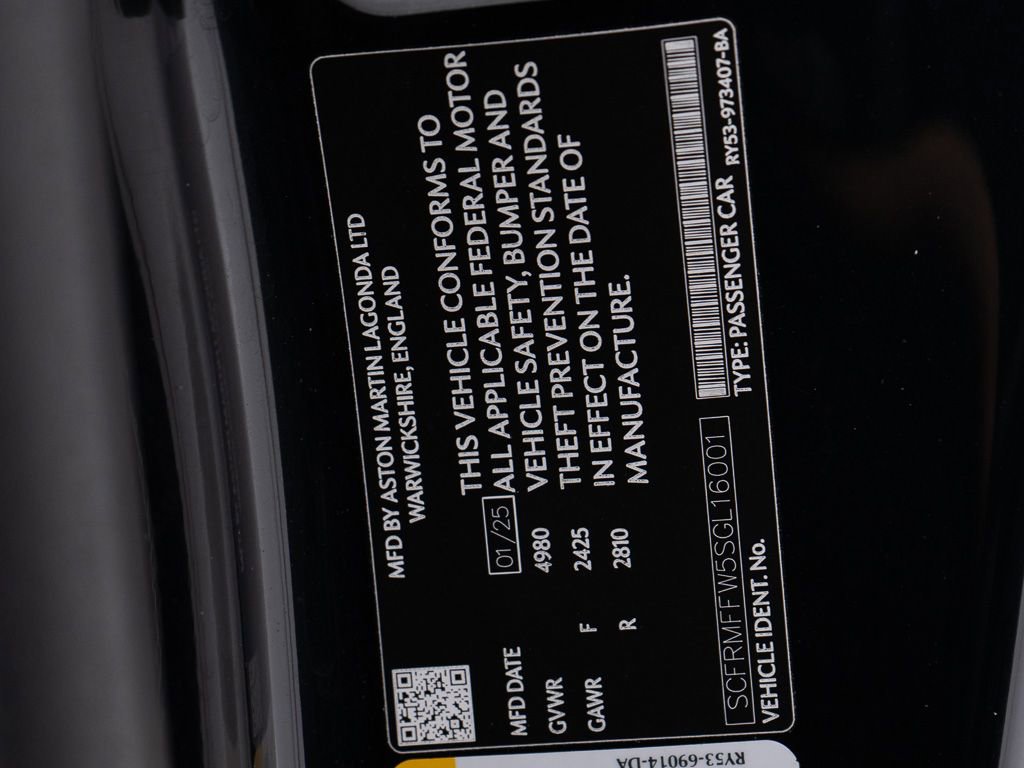 MFD BY ASTON MARTIN LAGONDA LTD
WARWICKSHIRE, ENGLAND
THIS VEHICLE CONFORMS TO
MFD DATE 01/25 ALL APPLICABLE FEDERAL MOTOR
GVWR 4980 VEHICLE SAFETY, BUMPER AND
THEFT PREVENTION STANDARDS
GAWR F 2425 IN EFFECT ON THE DATE OF
R 2810 MANUFACTURE.
SCFRMFFW5SGL16001
VEHICLE IDENT. No. TYPE: PASSENGER CAR RY53-973407-BA
RY53-69014-DA